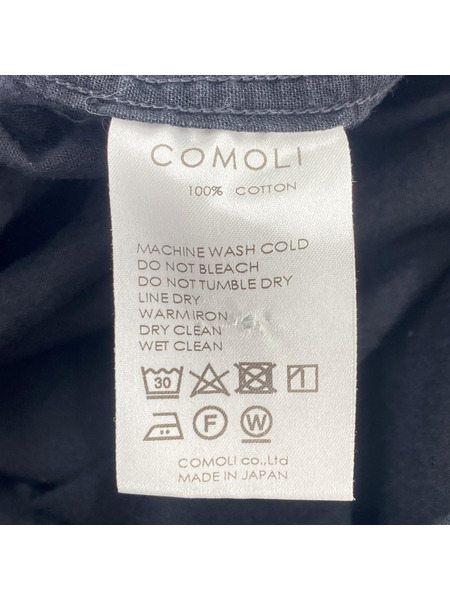 COMOLI
100% COTTON
MACHINE WASH COLD
DO NOT BLEACH
DO NOT TUMBLE DRY
LINE DRY
WARM IRON
DRY CLEAN
WET CLEAN
30
F W
COMOLI co.,Ltd
MADE IN JAPAN